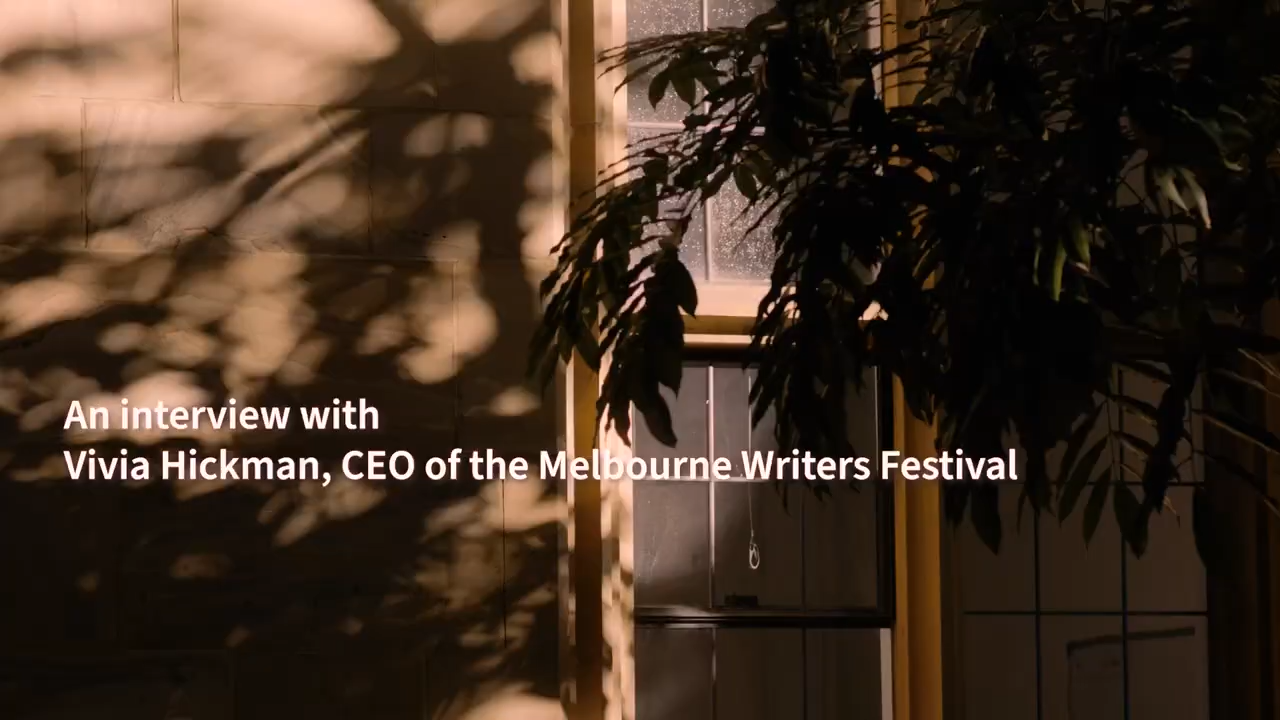 An interview with
Vivia Hickman, CEO of the Melbourne Writers Festival